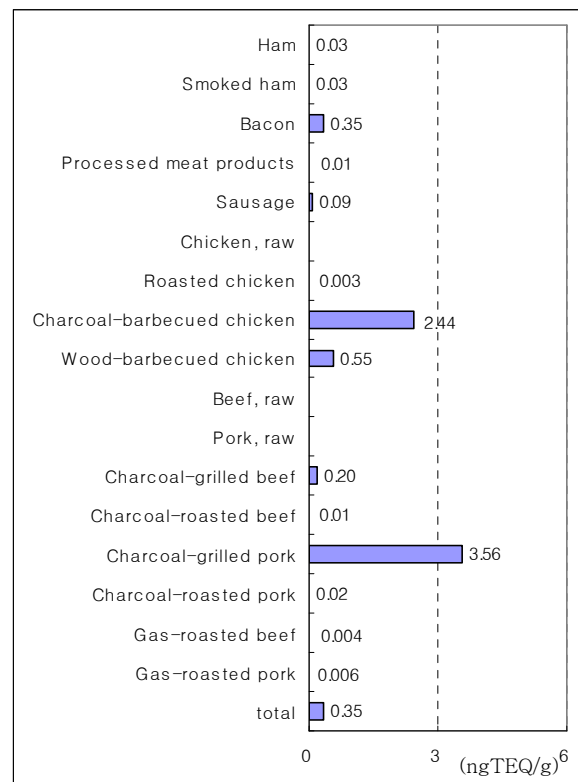 Ham 0.03
Smoked ham 0.03
Bacon 0.35
Processed meat products 0.01
Sausage 0.09
Chicken, raw
Roasted chicken 0.003
Charcoal-barbecued chicken 2.44
Wood-barbecued chicken 0.55
Beef, raw
Pork, raw
Charcoal-grilled beef 0.20
Charcoal-roasted beef 0.01
Charcoal-grilled pork 3.56
Charcoal-roasted pork 0.02
Gas-roasted beef 0.004
Gas-roasted pork 0.006
total 0.35
0 3 6
(ngTEQ/g)